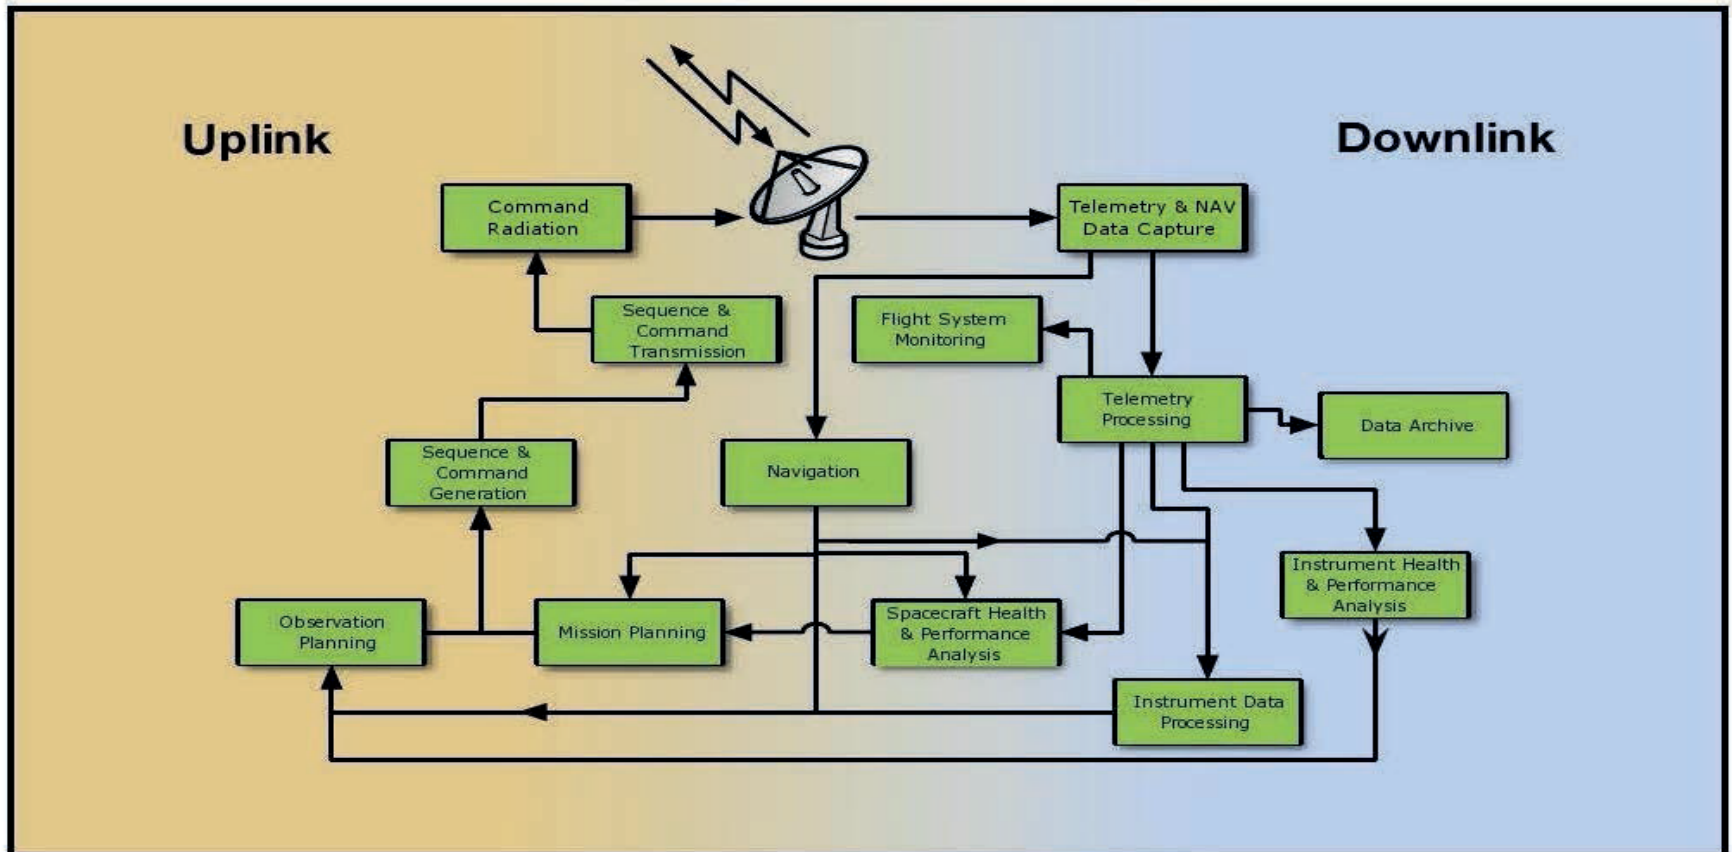 Uplink
Downlink
Command
Radiation
Telemetry & NAV
Data Capture
Sequence &
Command
Transmission
Flight System
Monitoring
Telemetry
Processing
Data Archive
Sequence &
Command
Generation
Navigation
Instrument Health
& Performance
Analysis
Observation
Planning
Mission Planning
Spacecraft Health
& Performance
Analysis
Instrument Data
Processing